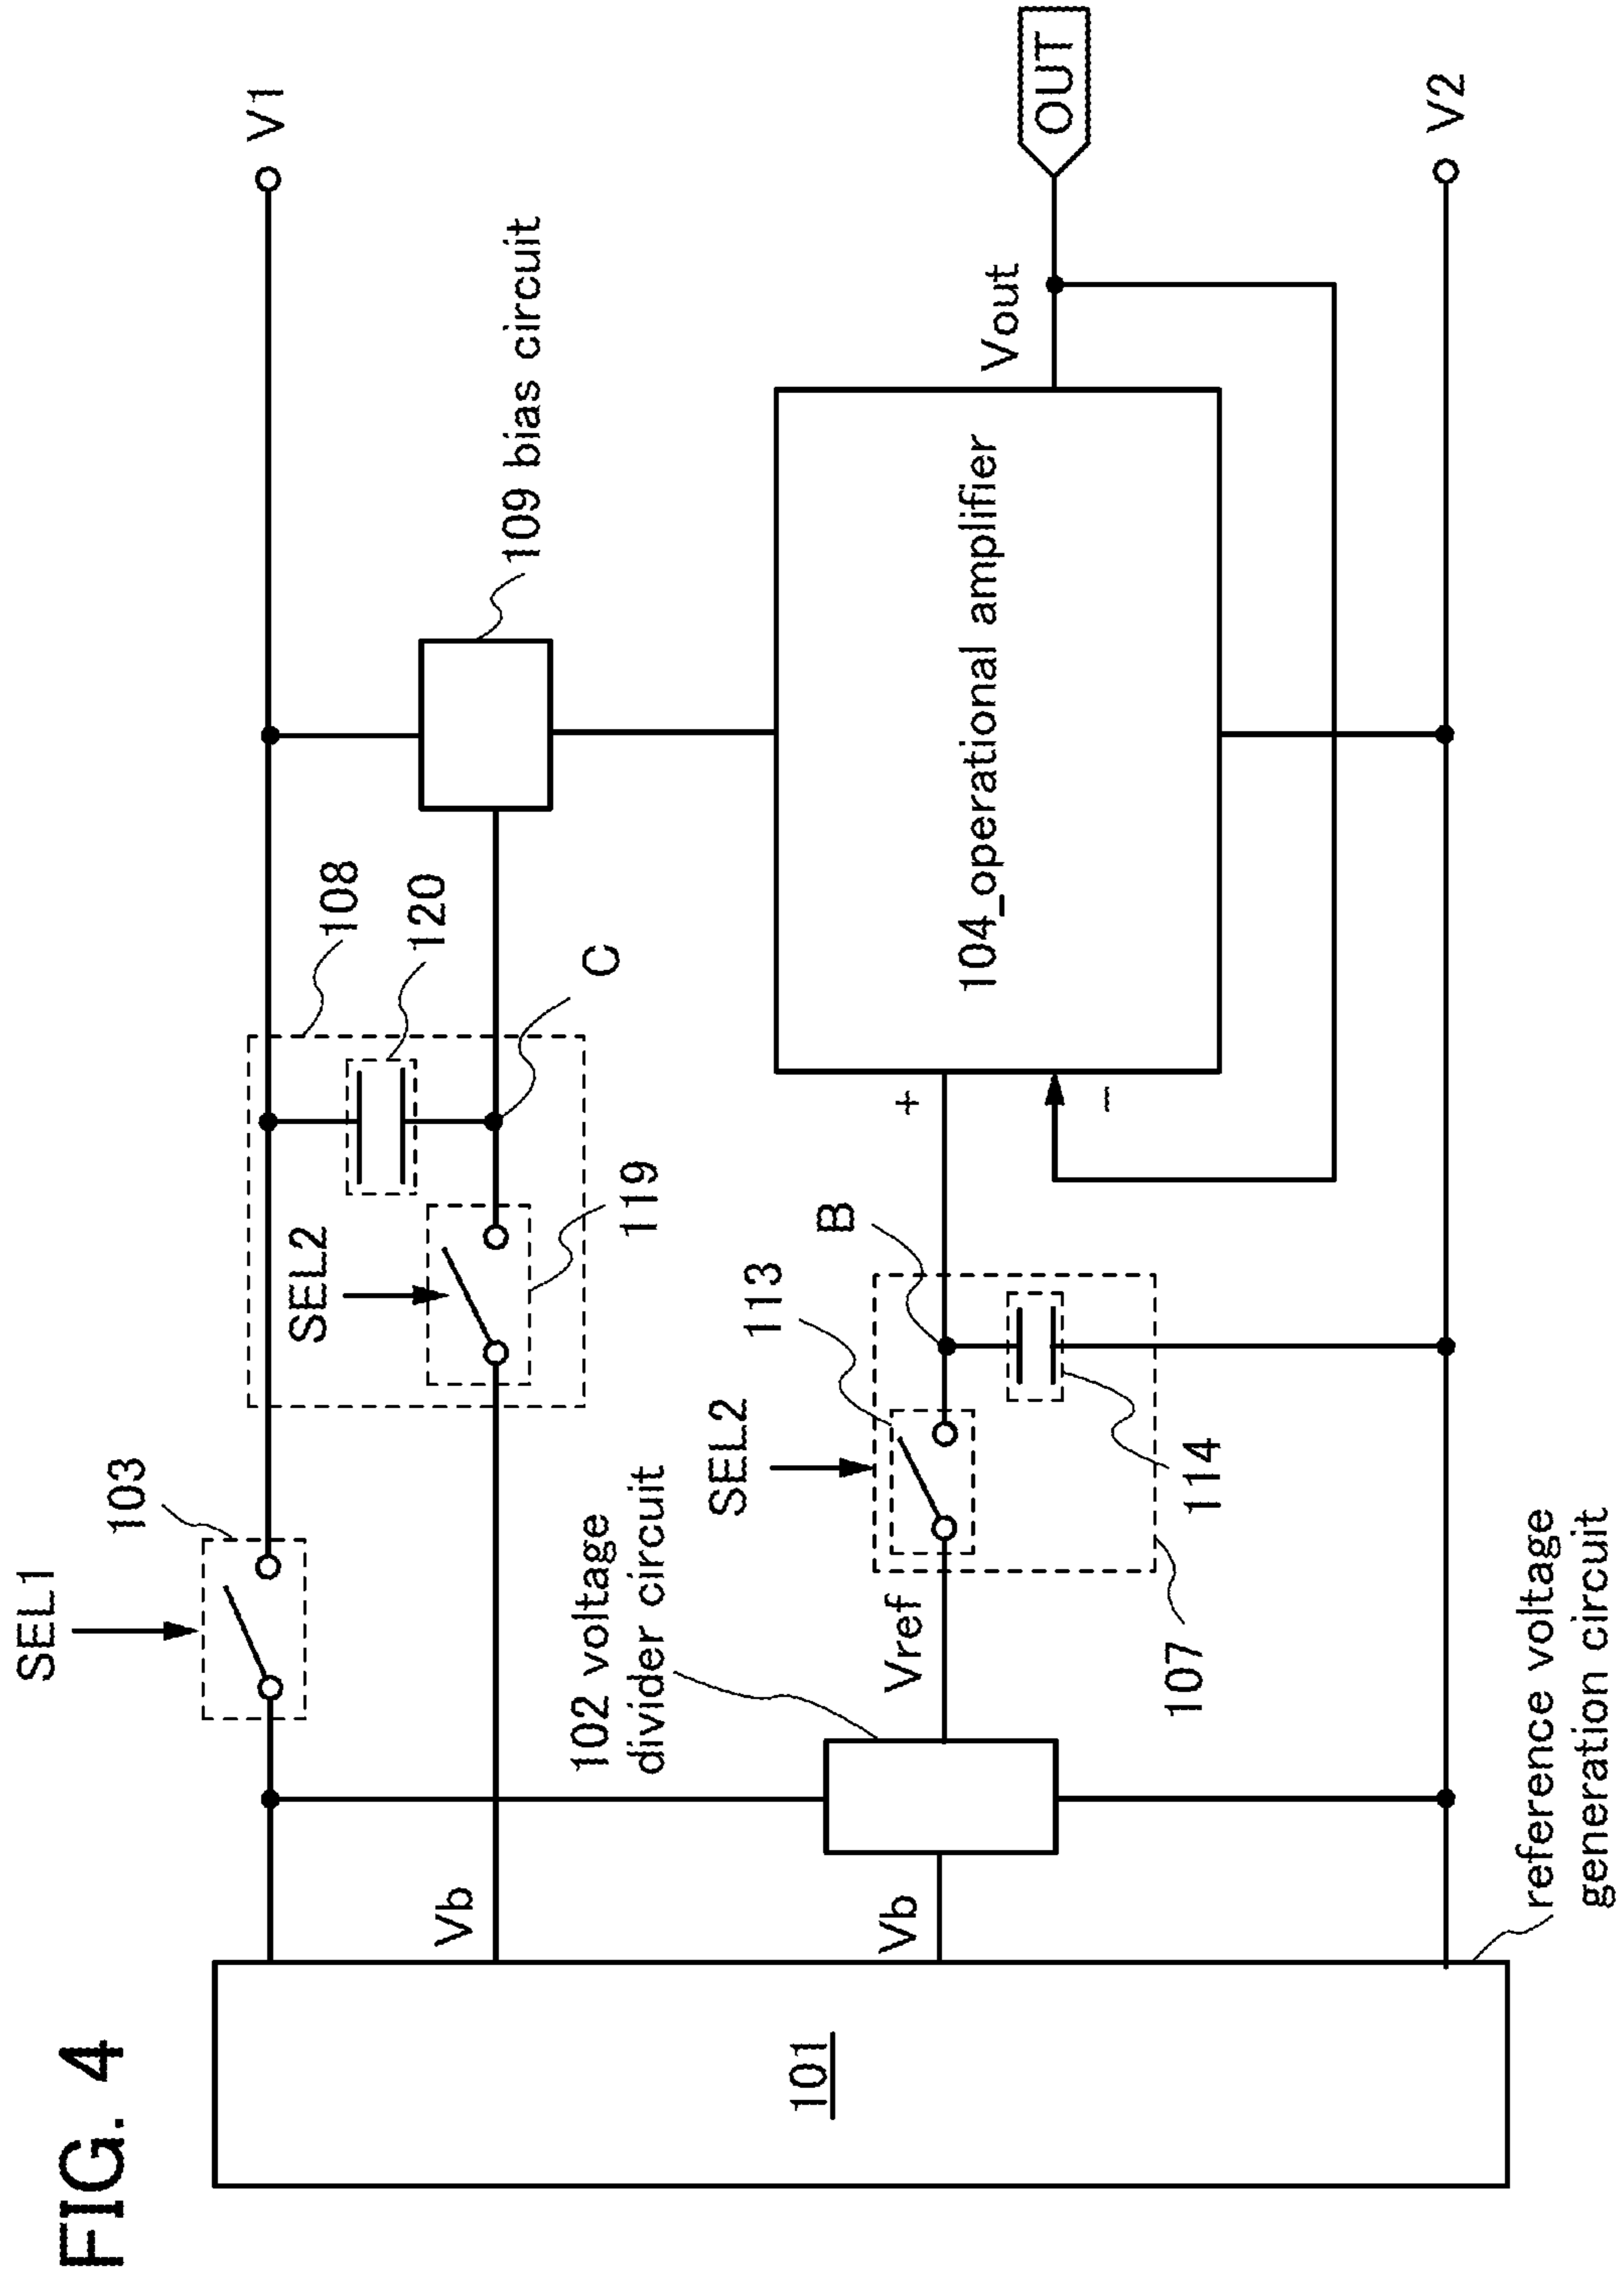 FIG. 4
SEL1
103
V1
108
120
SEL2
119
C
109 bias circuit
Vb
102 voltage
divider circuit
SEL2
113
B
Vref
Vb
107
114
+
−
104_operational amplifier
Vout
OUT
V2
101
reference voltage
generation circuit